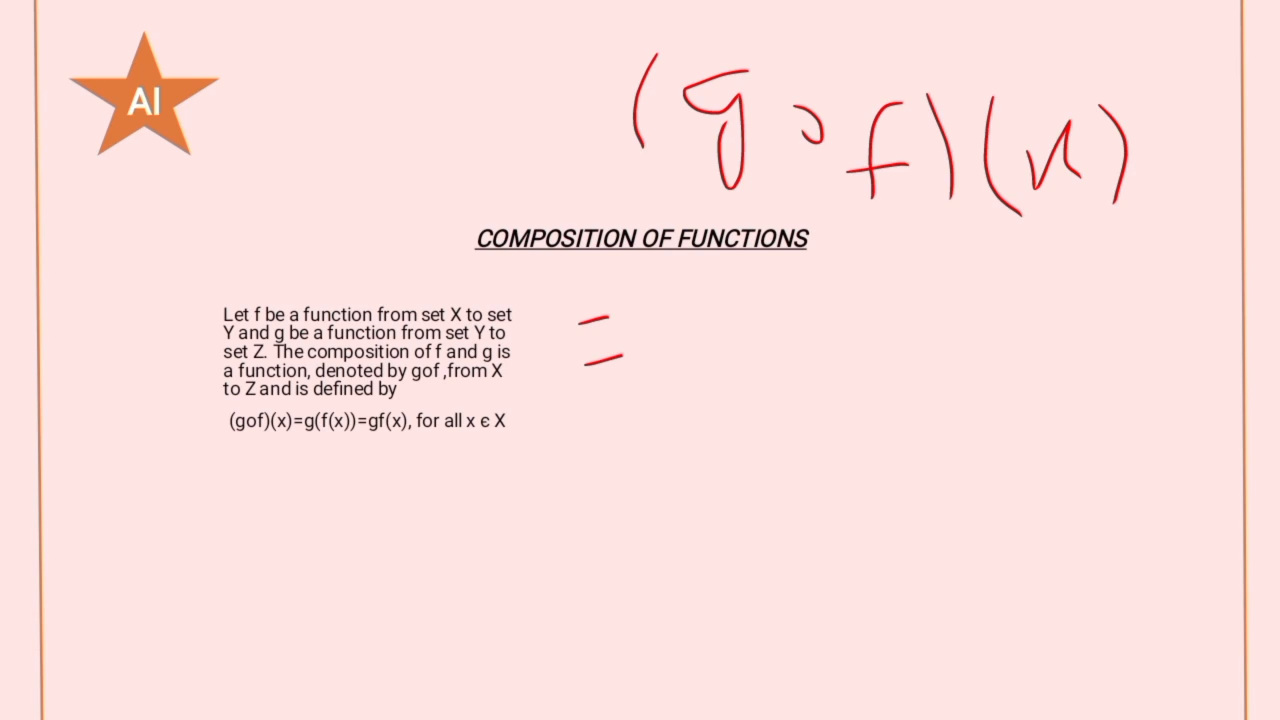 AI
(g∘f)(x)
COMPOSITION OF FUNCTIONS
Let f be a function from set X to set
Y and g be a function from set Y to
set Z. The composition of f and g is
a function, denoted by gof ,from X
to Z and is defined by
(gof)(x)=g(f(x))=gf(x), for all x є X
=